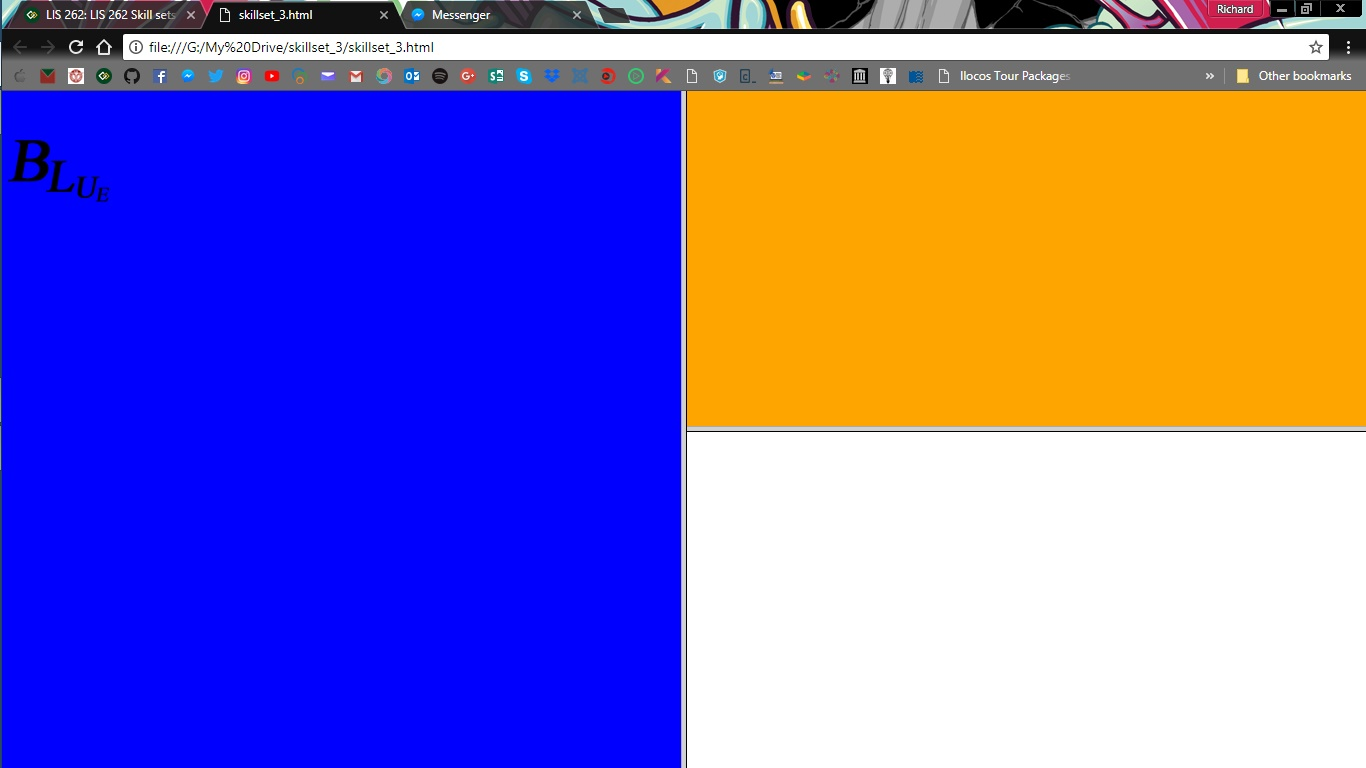 LIS 262: LIS 262 Skill sets
skillset_3.html
Messenger
Richard
file:///G:/My%20Drive/skillset_3/skillset_3.html
Ilocos Tour Packages
»
Other bookmarks
BLUE